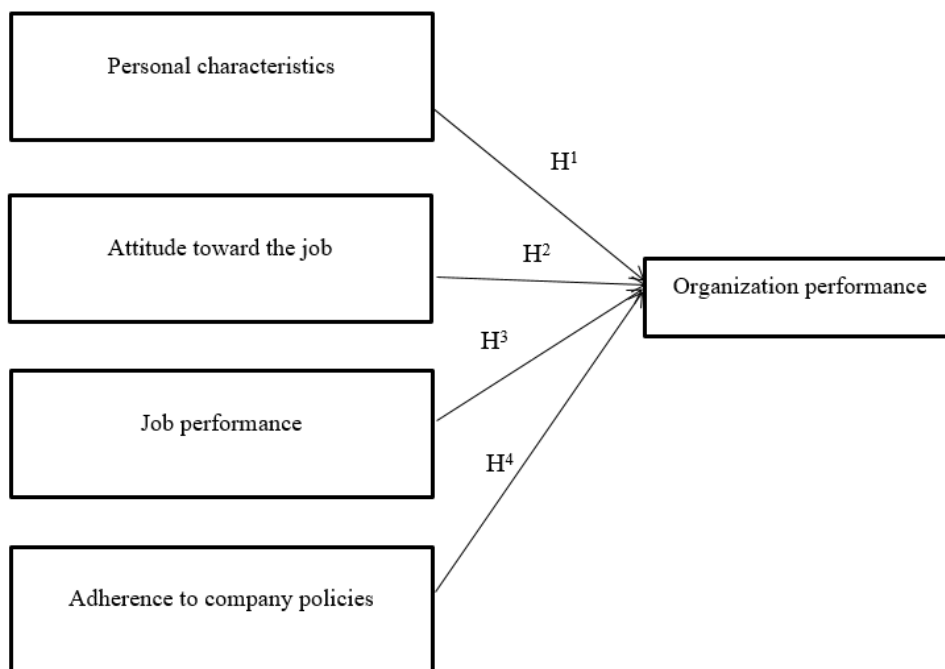 Personal characteristics
H¹
Attitude toward the job
H²
Organization performance
H³
Job performance
H⁴
Adherence to company policies